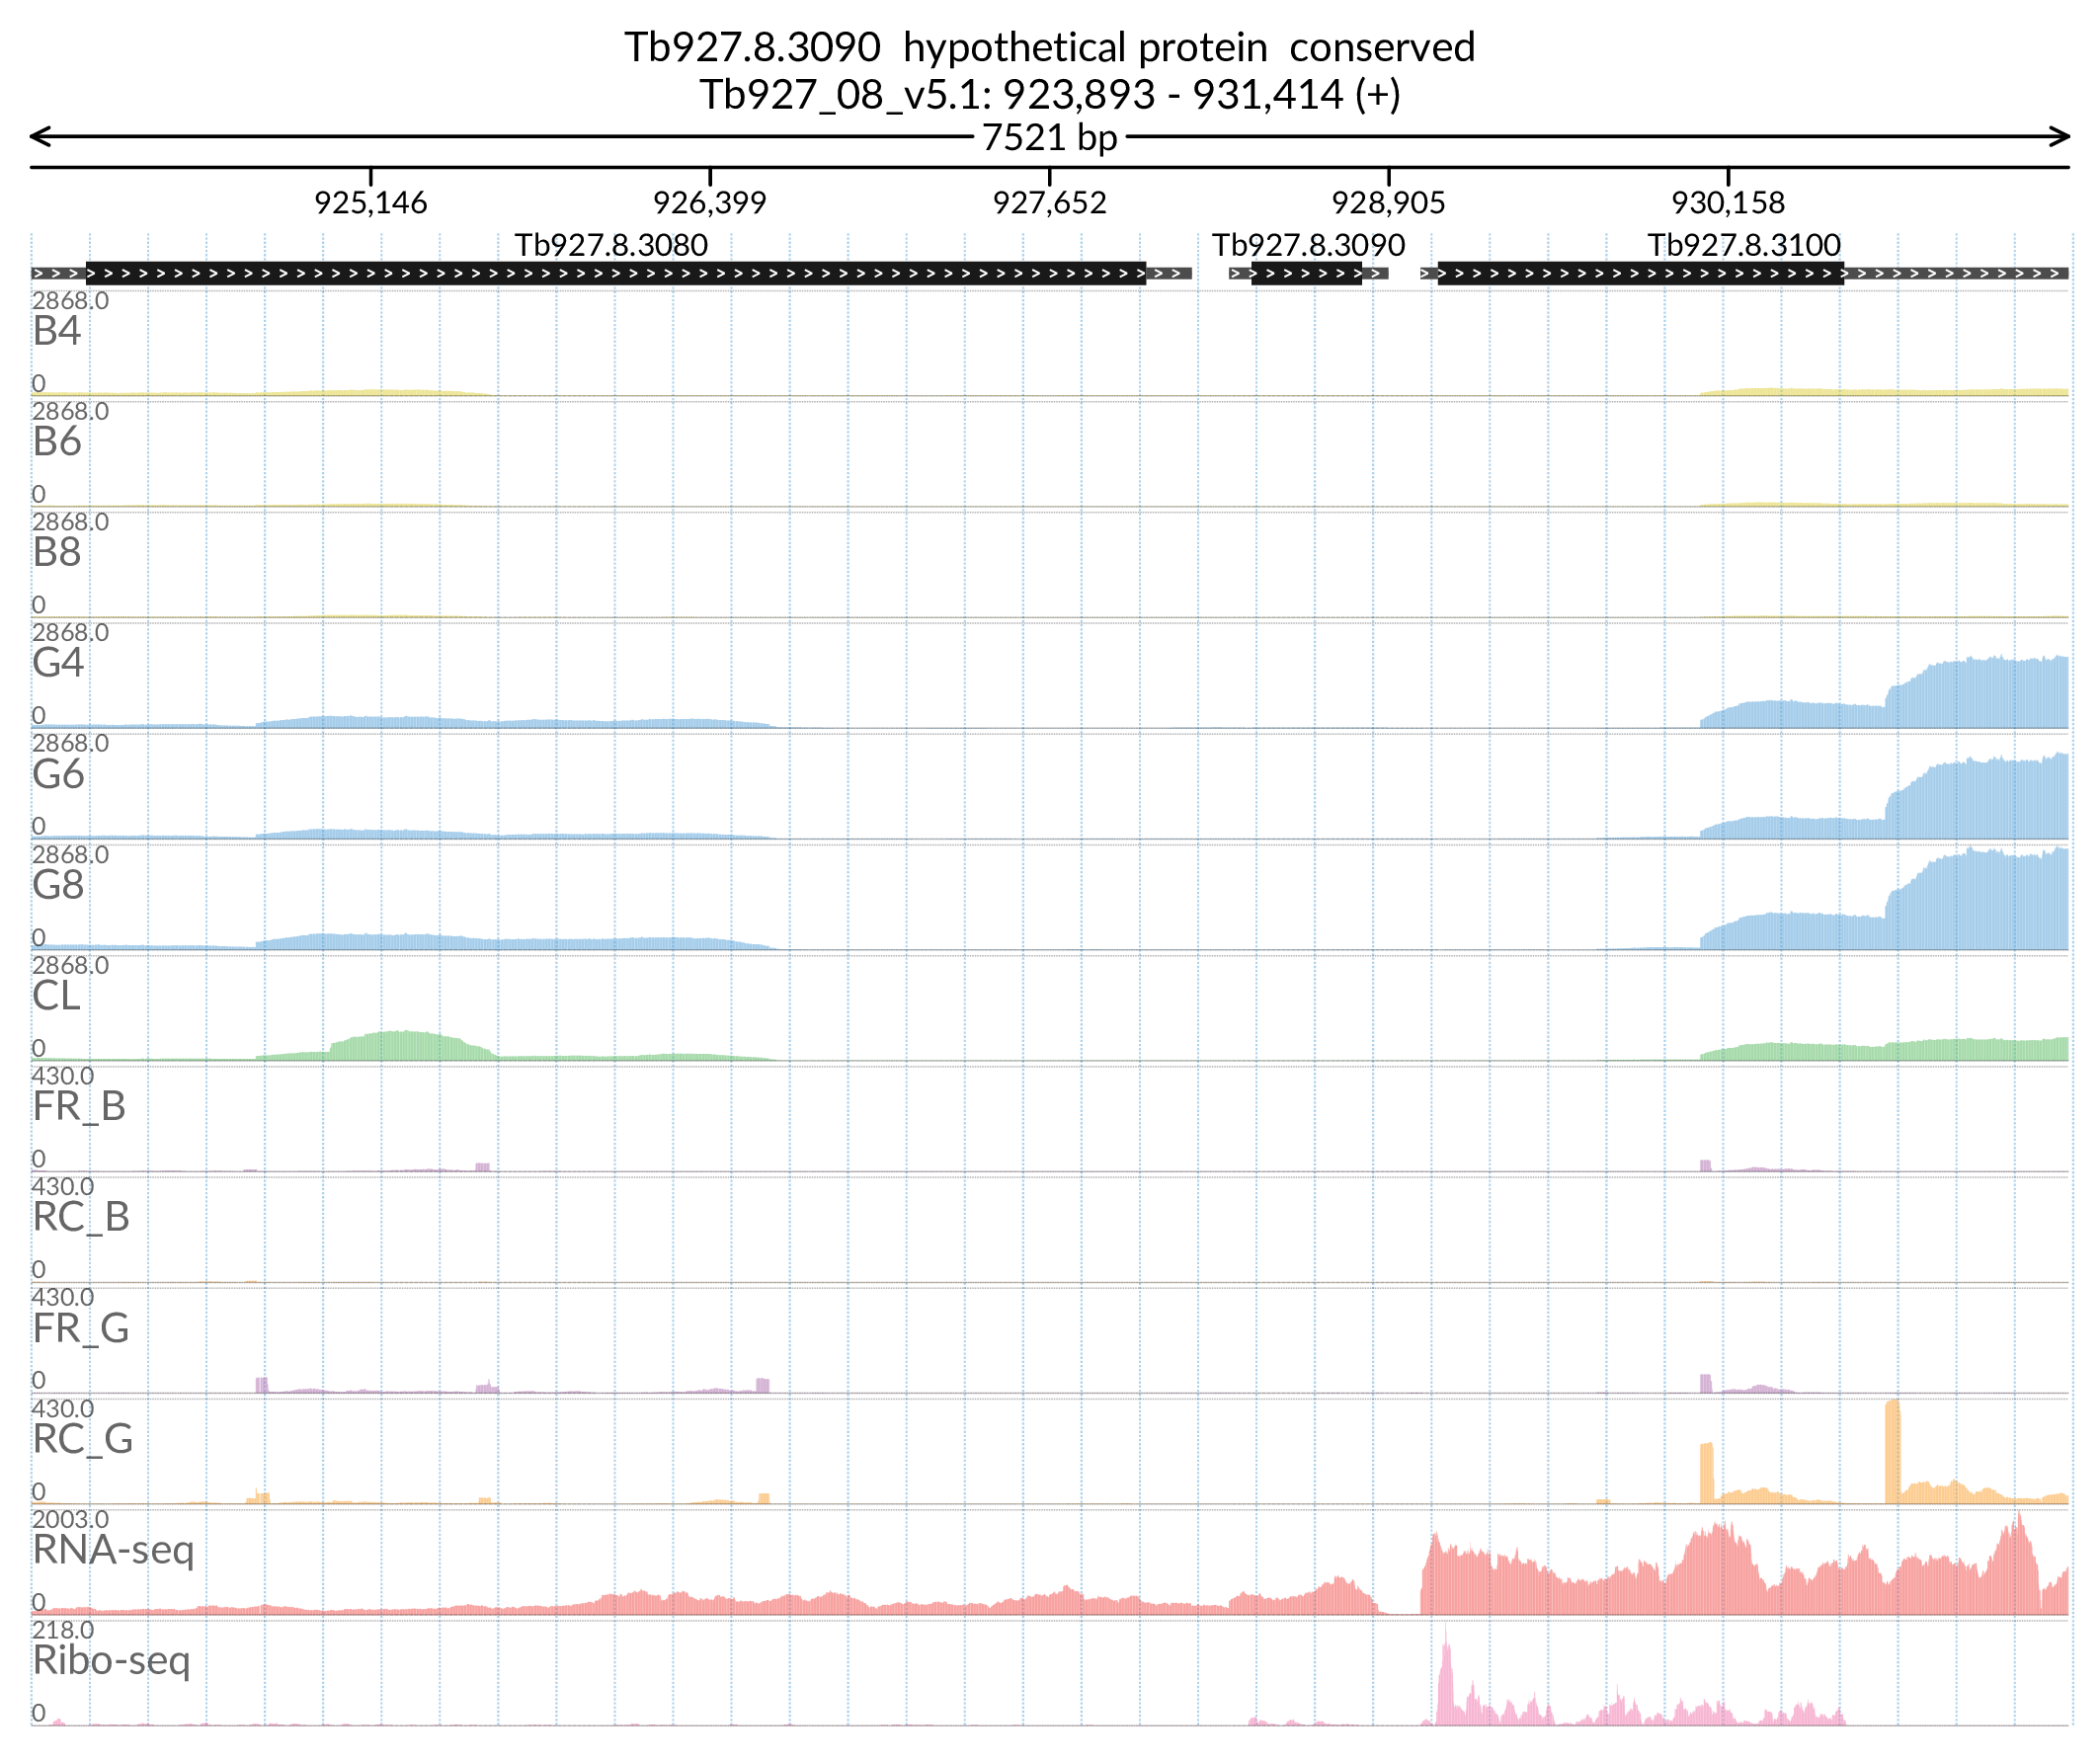 Tb927.8.3090 hypothetical protein conserved
Tb927_08_v5.1: 923,893 - 931,414 (+)
7521 bp
925,146 926,399 927,652 928,905 930,158
Tb927.8.3080 Tb927.8.3090 Tb927.8.3100
2868.0
B4
0
2868.0
B6
0
2868.0
B8
0
2868.0
G4
0
2868.0
G6
0
2868.0
G8
0
2868.0
CL
0
430.0
FR_B
0
430.0
RC_B
0
430.0
FR_G
0
430.0
RC_G
0
2003.0
RNA-seq
0
218.0
Ribo-seq
0